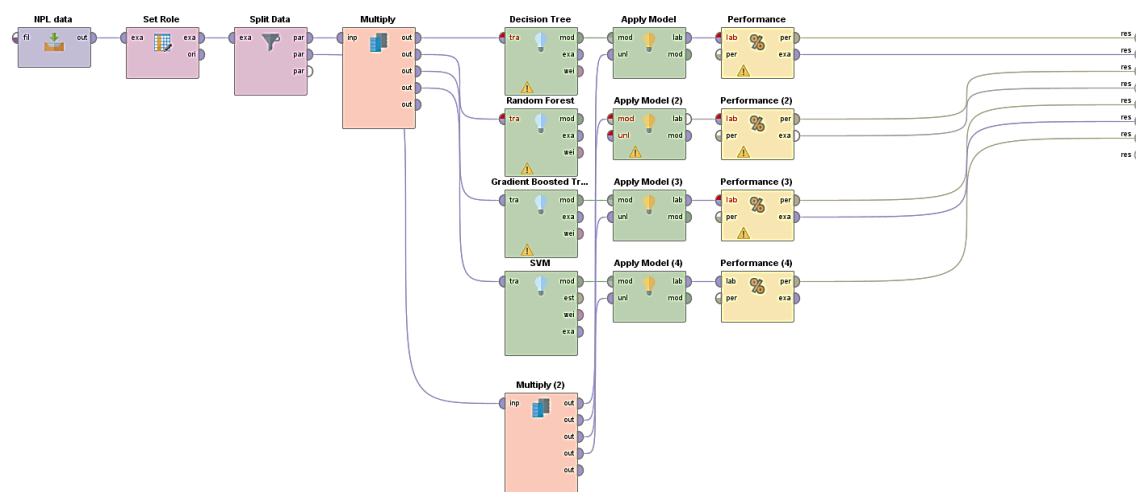 NPL data
Set Role
Split Data
Multiply
Decision Tree
Apply Model
Performance
fil out
exa exa
ori
exa par
par
par
inp out
out
out
out
out
tra mod
exa
wei
mod lab
unl mod
lab per
per exa
res
res
res
res
res
res
res
res
Random Forest
Apply Model (2)
Performance (2)
tra mod
exa
wei
mod lab
unl mod
lab per
per exa
Gradient Boosted Tr...
Apply Model (3)
Performance (3)
tra mod
exa
wei
mod lab
unl mod
lab per
per exa
SVM
Apply Model (4)
Performance (4)
tra mod
est
wei
exa
mod lab
unl mod
lab per
per exa
Multiply (2)
inp out
out
out
out
out